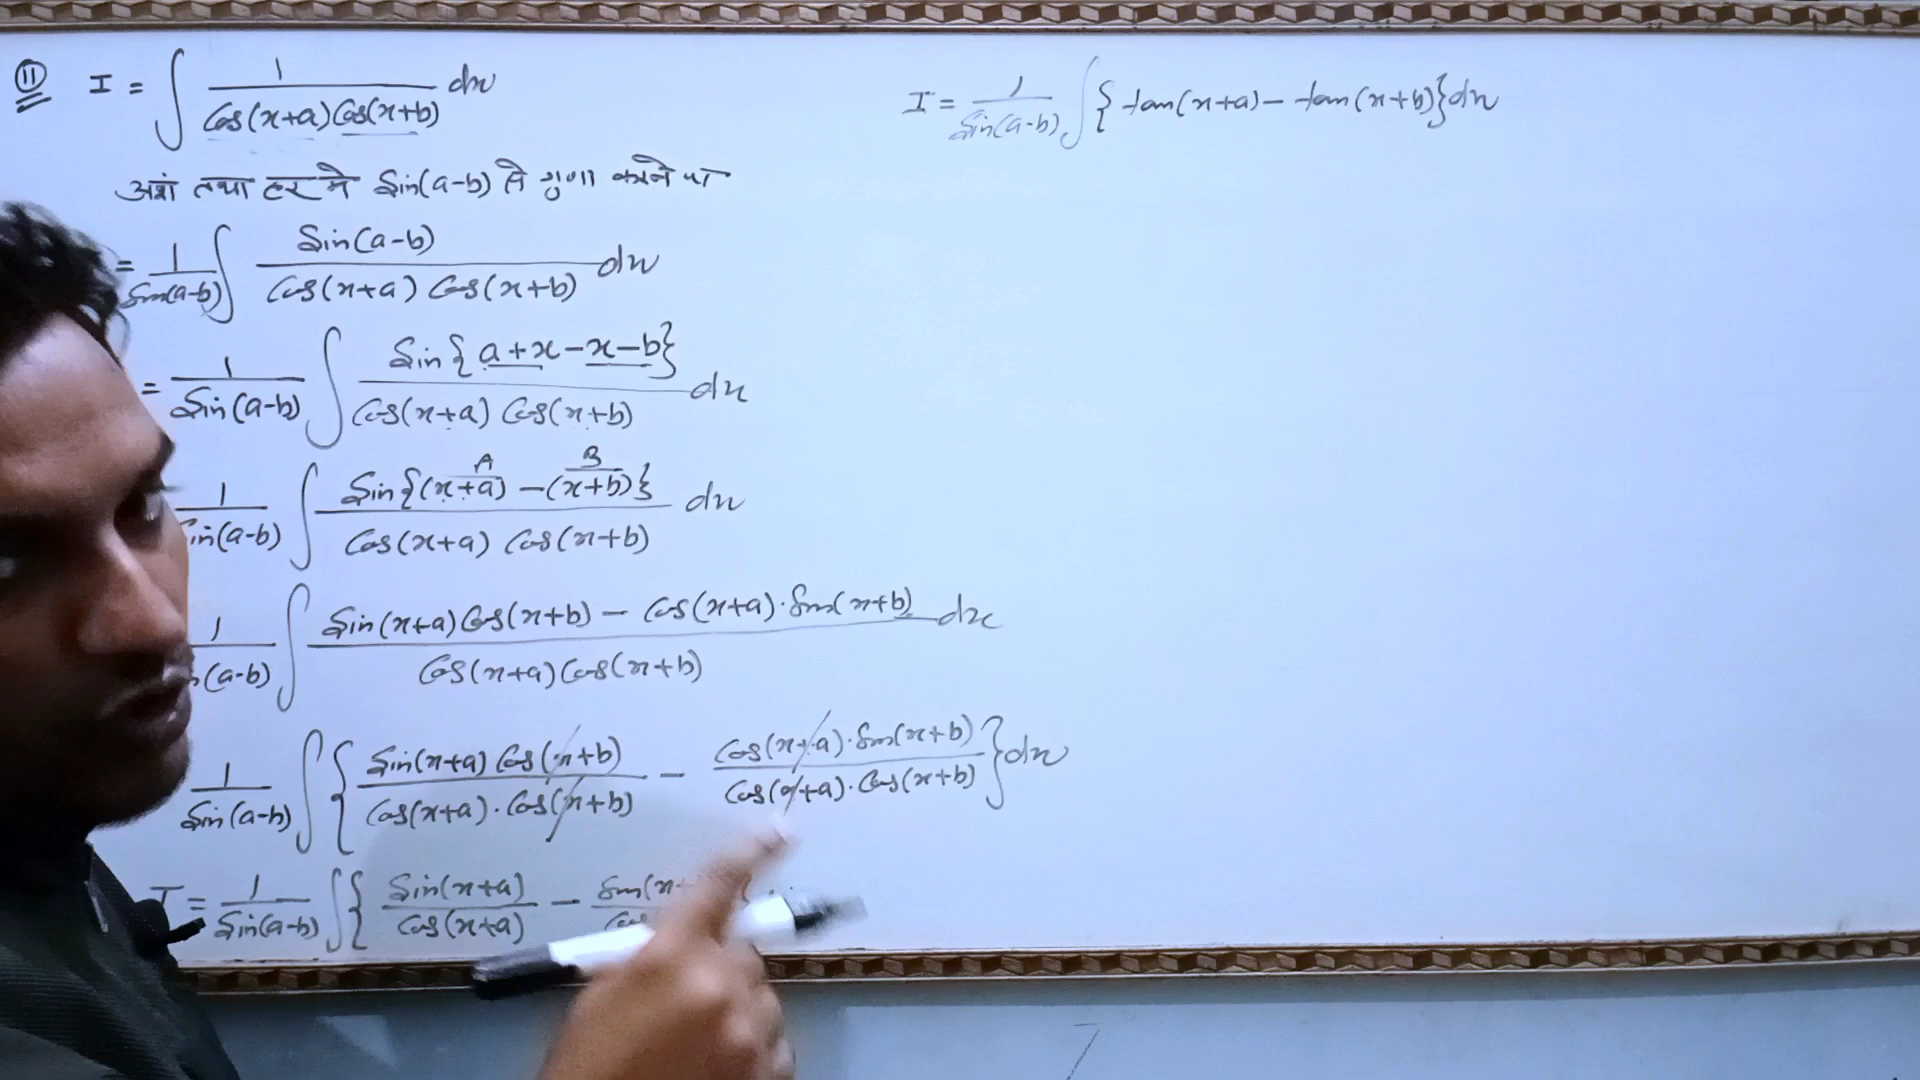 ⑪ I = ∫ 1/(Cos(x+a) Cos(x+b)) dx
अशं तथा हर मे Sin(a-b) से गुणा करने पर
= 1/Sin(a-b) ∫ Sin(a-b)/(Cos(x+a) Cos(x+b)) dx
= 1/Sin(a-b) ∫ Sin{a+x-x-b}/(Cos(x+a) Cos(x+b)) dx
1/Sin(a-b) ∫ Sin{(x+a) - (x+b)}/(Cos(x+a) Cos(x+b)) dx
A B
1/(a-b) ∫ (Sin(x+a) Cos(x+b) - Cos(x+a)·Sin(x+b))/(Cos(x+a) Cos(x+b)) dx
1/Sin(a-b) ∫ { Sin(x+a) Cos(x+b)/(Cos(x+a)·Cos(x+b)) - Cos(x+a)·Sin(x+b)/(Cos(x+a)·Cos(x+b)) } dx
I = 1/Sin(a-b) ∫ { Sin(x+a)/Cos(x+a) - Sin(x
I = 1/Sin(a-b) ∫ { tan(x+a) - tan(x+b) } dx